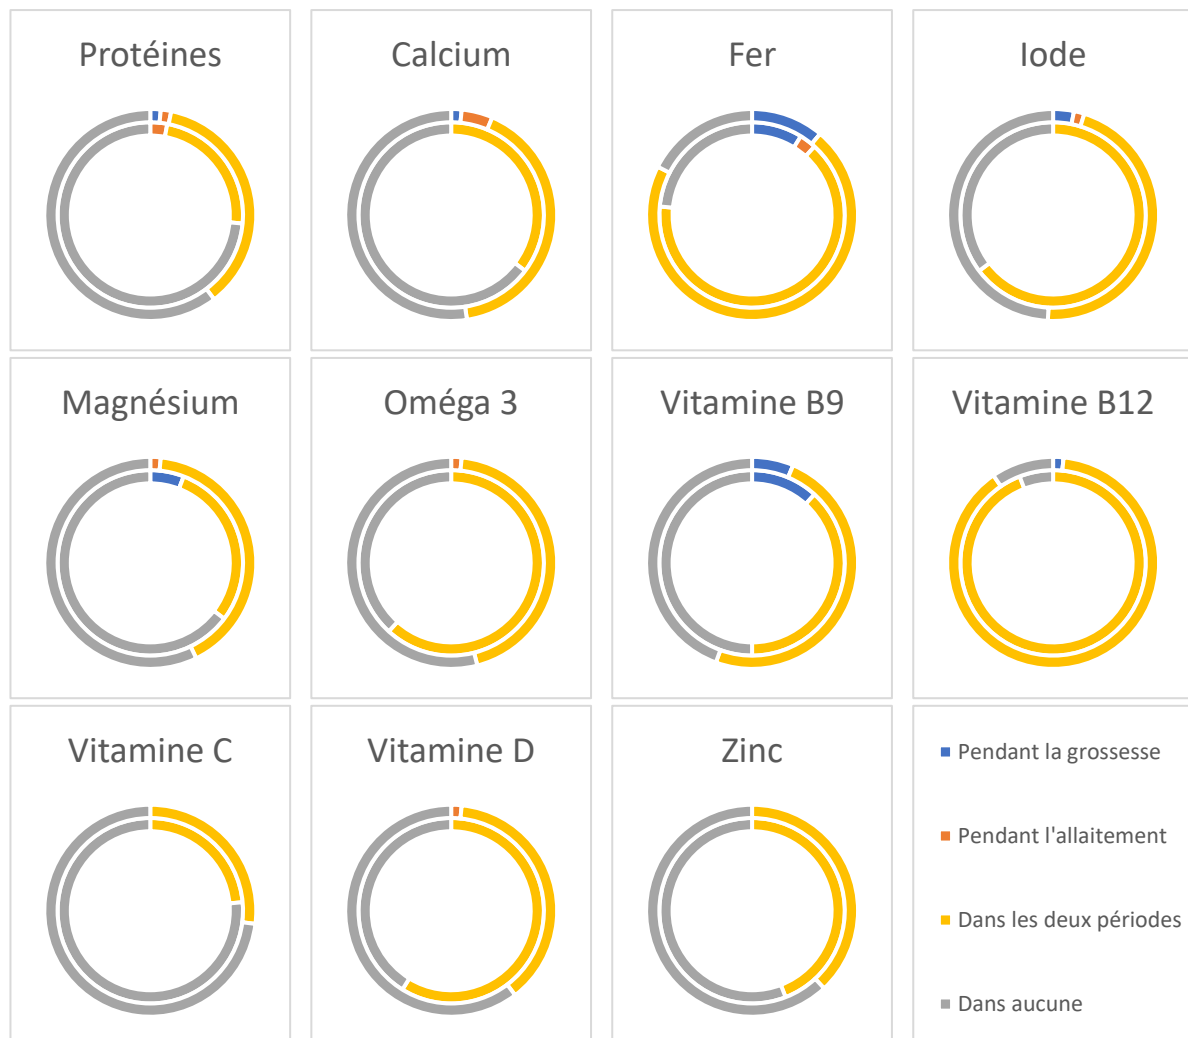 Protéines
Calcium
Fer
Iode
Magnésium
Oméga 3
Vitamine B9
Vitamine B12
Vitamine C
Vitamine D
Zinc
Pendant la grossesse
Pendant l'allaitement
Dans les deux périodes
Dans aucune